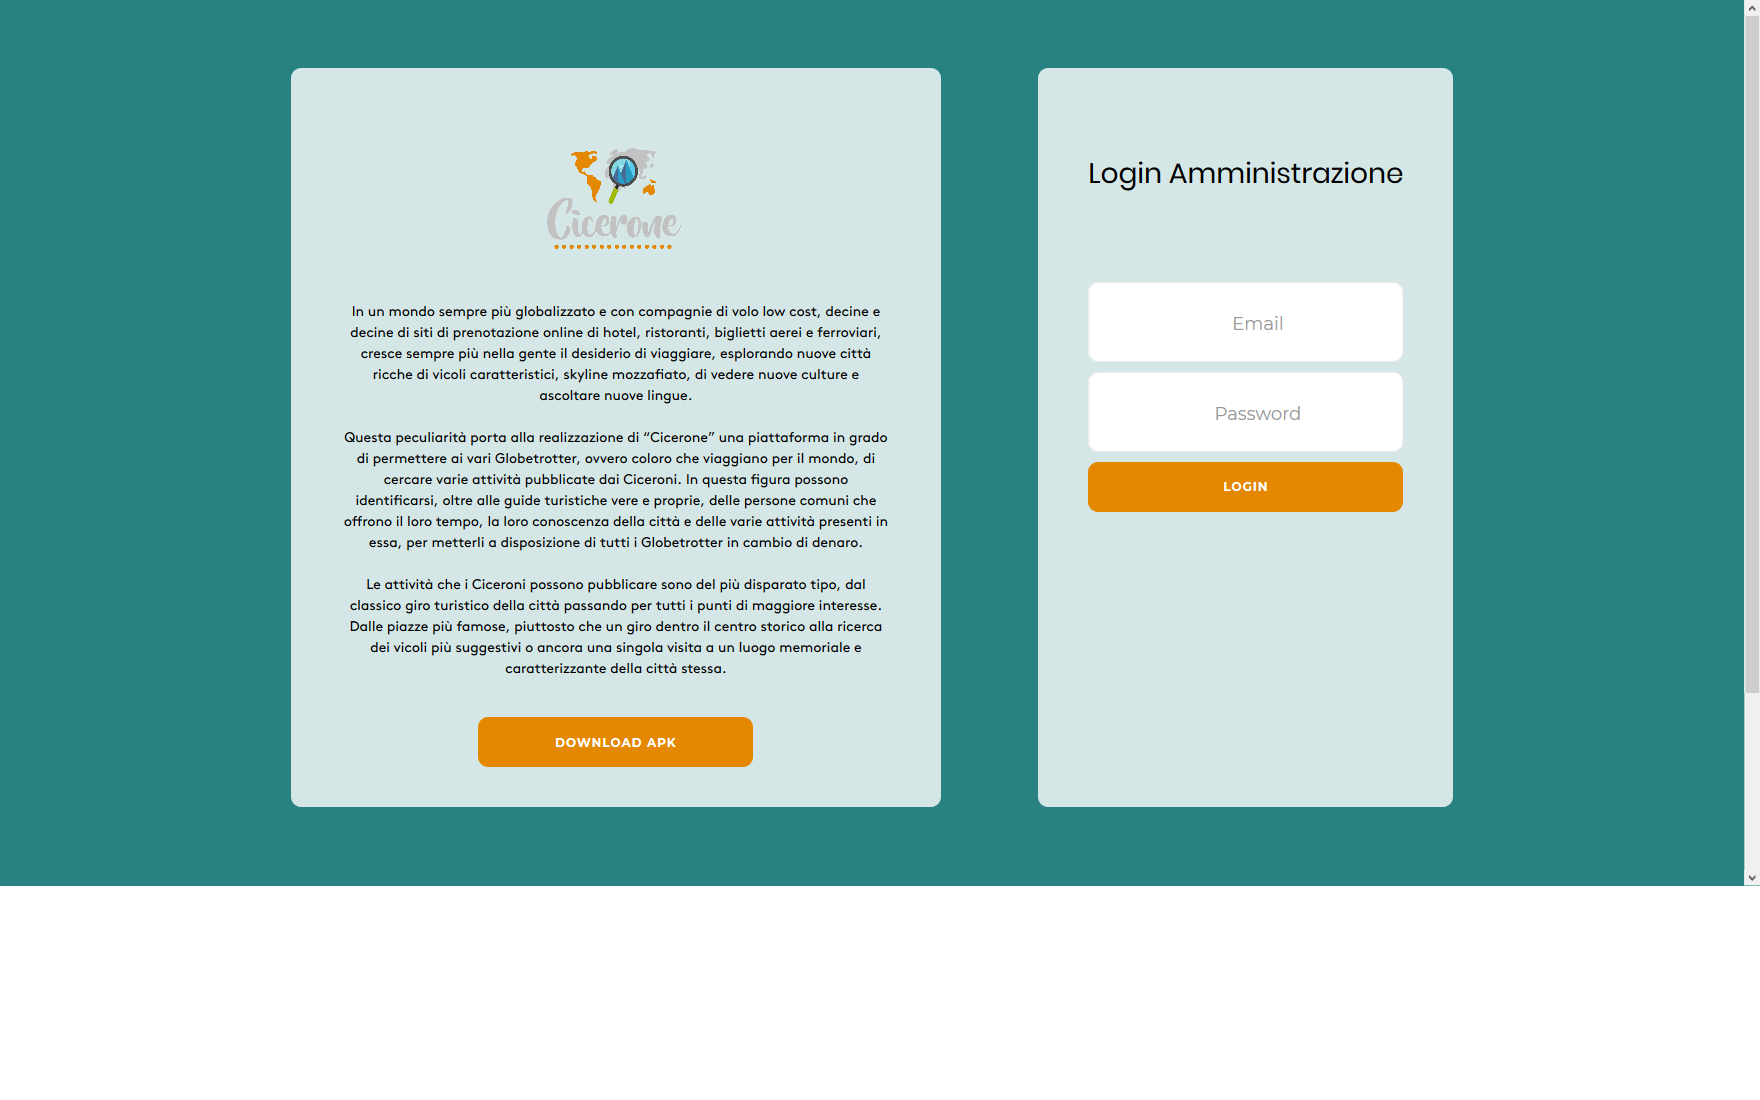 Cicerone
In un mondo sempre più globalizzato e con compagnie di volo low cost, decine e
decine di siti di prenotazione online di hotel, ristoranti, biglietti aerei e ferroviari,
cresce sempre più nella gente il desiderio di viaggiare, esplorando nuove città
ricche di vicoli caratteristici, skyline mozzafiato, di vedere nuove culture e
ascoltare nuove lingue.
Questa peculiarità porta alla realizzazione di “Cicerone” una piattaforma in grado
di permettere ai vari Globetrotter, ovvero coloro che viaggiano per il mondo, di
cercare varie attività pubblicate dai Ciceroni. In questa figura possono
identificarsi, oltre alle guide turistiche vere e proprie, delle persone comuni che
offrono il loro tempo, la loro conoscenza della città e delle varie attività presenti in
essa, per metterli a disposizione di tutti i Globetrotter in cambio di denaro.
Le attività che i Ciceroni possono pubblicare sono del più disparato tipo, dal
classico giro turistico della città passando per tutti i punti di maggiore interesse.
Dalle piazze più famose, piuttosto che un giro dentro il centro storico alla ricerca
dei vicoli più suggestivi o ancora una singola visita a un luogo memoriale e
caratterizzante della città stessa.
DOWNLOAD APK
Login Amministrazione
Email
Password
LOGIN